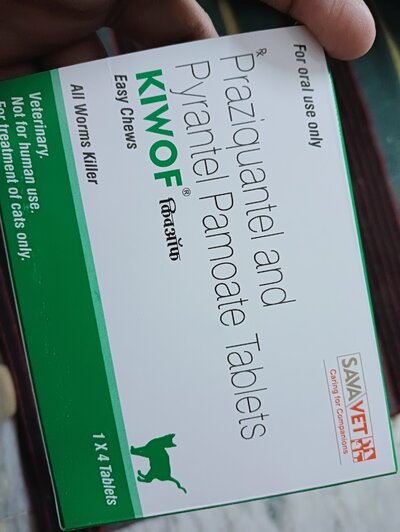 For oral use only
Rx
Praziquantel and
Pyrantel Pamoate Tablets
KIWOF® किवऑफ
Easy Chews
All Worms Killer
SAVAVET
Caring for Companions
Veterinary.
Not for human use.
For treatment of cats only.
1 X 4 Tablets